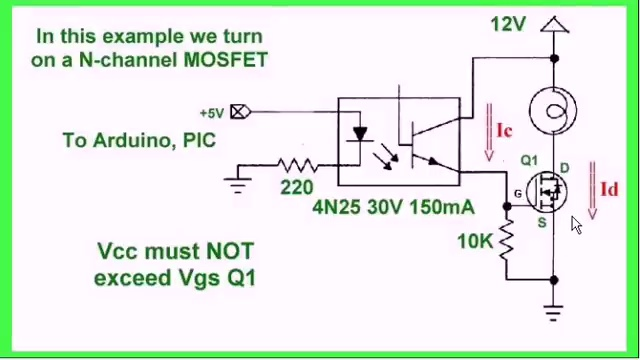 In this example we turn
on a N-channel MOSFET
12V
+5V
To Arduino, PIC
Ic
Q1
D
G
Id
220
4N25 30V 150mA
S
10K
Vcc must NOT
exceed Vgs Q1